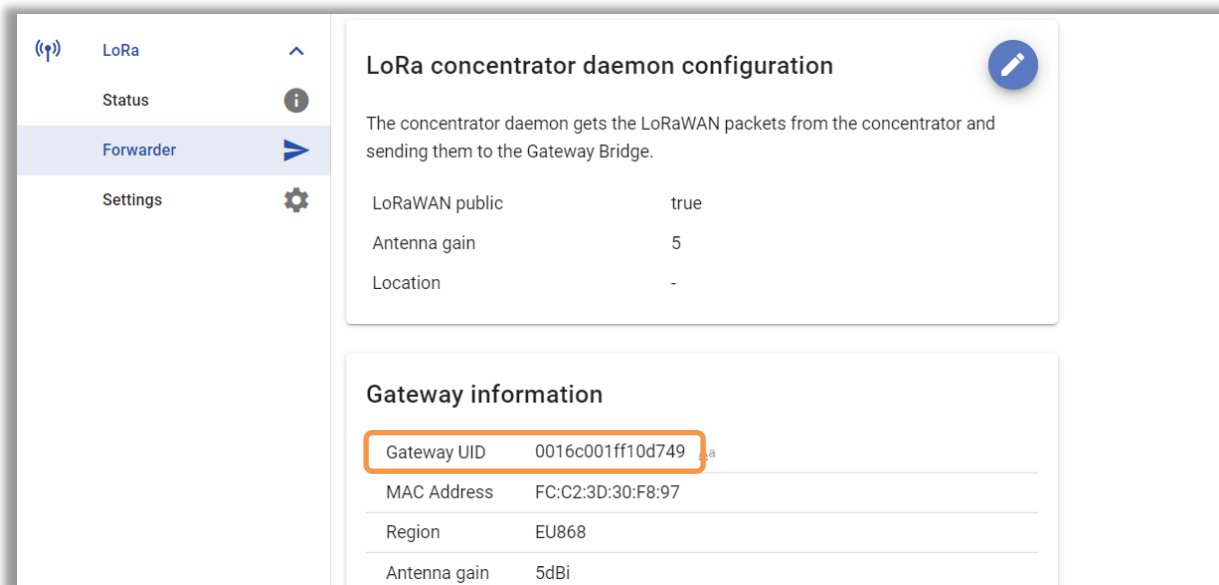 LoRa
Status
Forwarder
Settings
LoRa concentrator daemon configuration
The concentrator daemon gets the LoRaWAN packets from the concentrator and
sending them to the Gateway Bridge.
LoRaWAN public true
Antenna gain 5
Location -
Gateway information
Gateway UID 0016c001ff10d749 Aa
MAC Address FC:C2:3D:30:F8:97
Region EU868
Antenna gain 5dBi